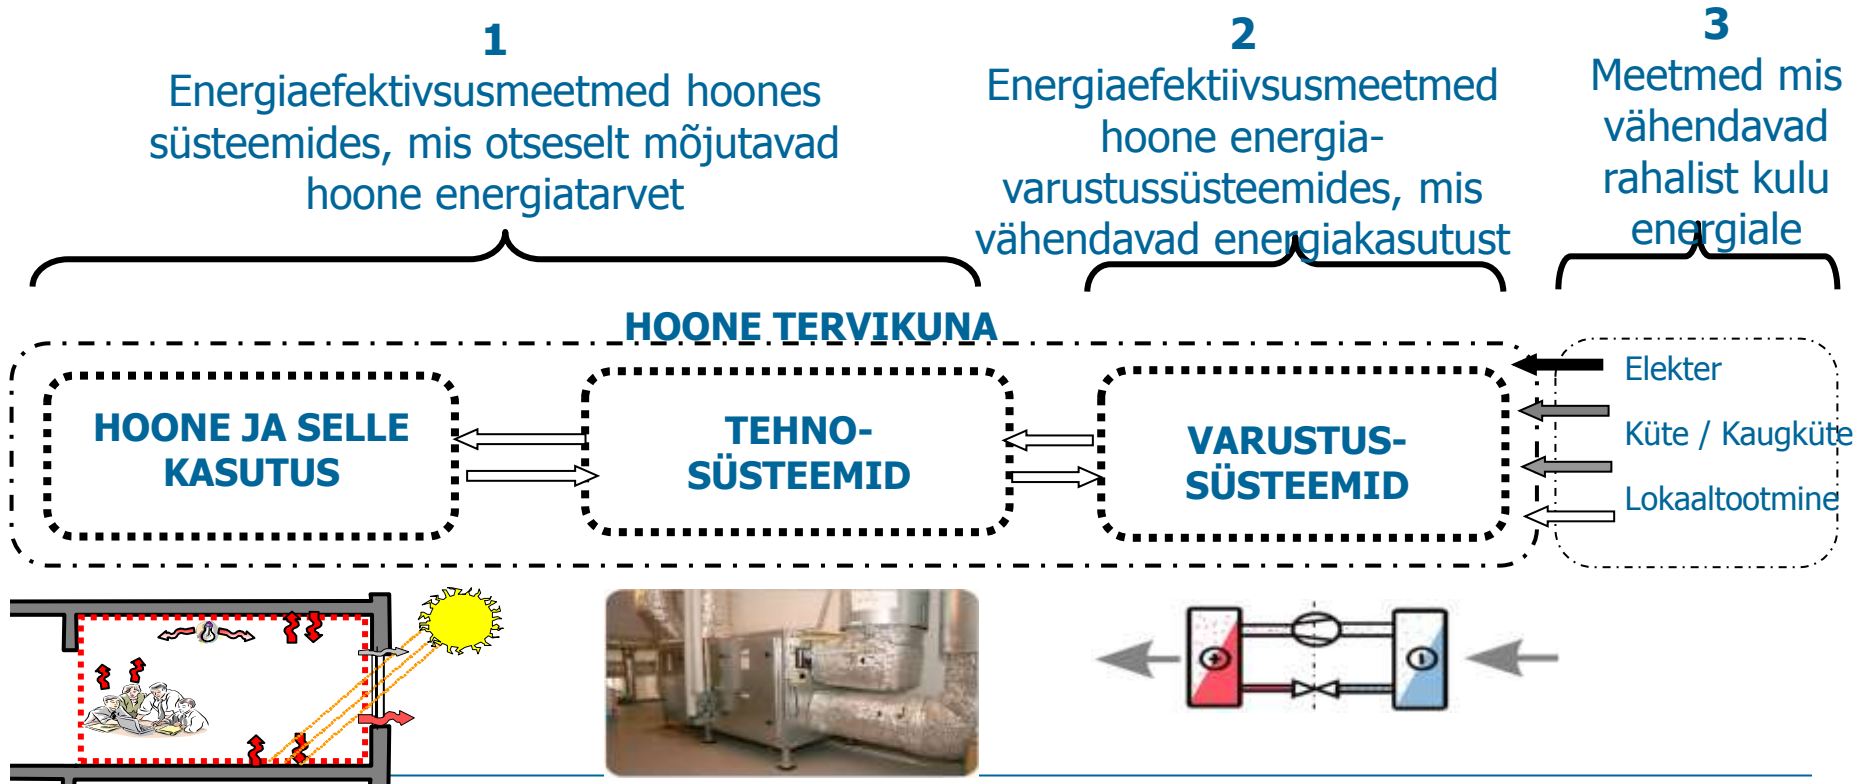 1
Energiaefektivsusmeetmed hoones
süsteemides, mis otseselt mõjutavad
hoone energiatarvet
2
Energiaefektiivsusmeetmed
hoone energia-
varustussüsteemides, mis
vähendavad energiakasutust
3
Meetmed mis
vähendavad
rahalist kulu
energiale
HOONE TERVIKUNA
HOONE JA SELLE
KASUTUS
TEHNO-
SÜSTEEMID
VARUSTUS-
SÜSTEEMID
Elekter
Küte / Kaugküte
Lokaaltootmine